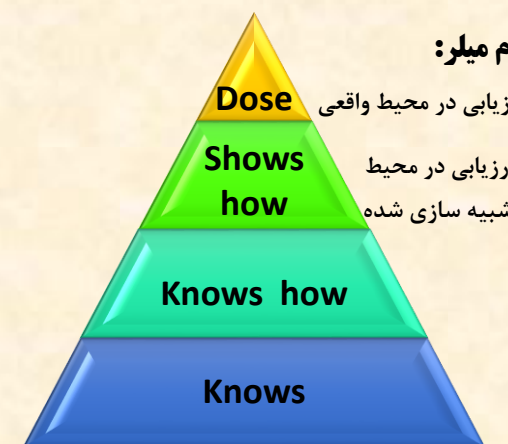 م میلر:
Dose
زیابی در محیط واقعی
Shows
how
رزیابی در محیط
شبیه سازی شده
Knows how
Knows